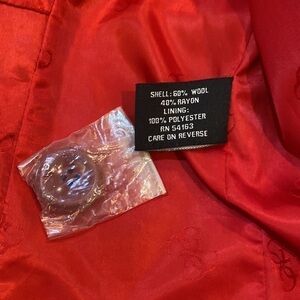 SHELL: 60% WOOL
40% RAYON
LINING:
100% POLYESTER
RN 54163
CARE ON REVERSE